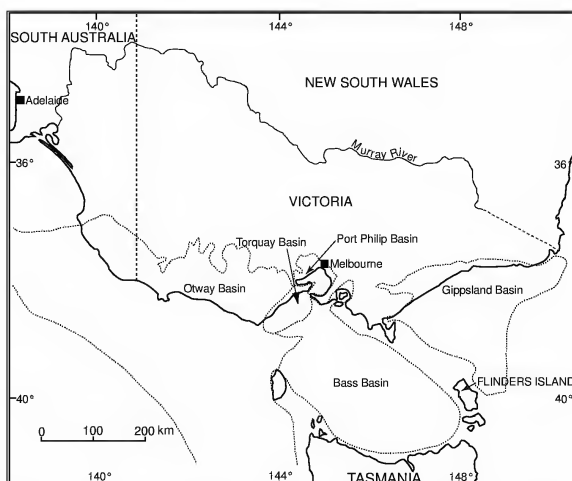 140° 144° 148°
SOUTH AUSTRALIA
NEW SOUTH WALES
Adelaide
Murray River
36° 36°
VICTORIA
Port Philip Basin
Torquay Basin
Melbourne
Otway Basin
Gippsland Basin
Bass Basin
FLINDERS ISLAND
40° 40°
0 100 200 km
140° 144° 148°
TASMANIA